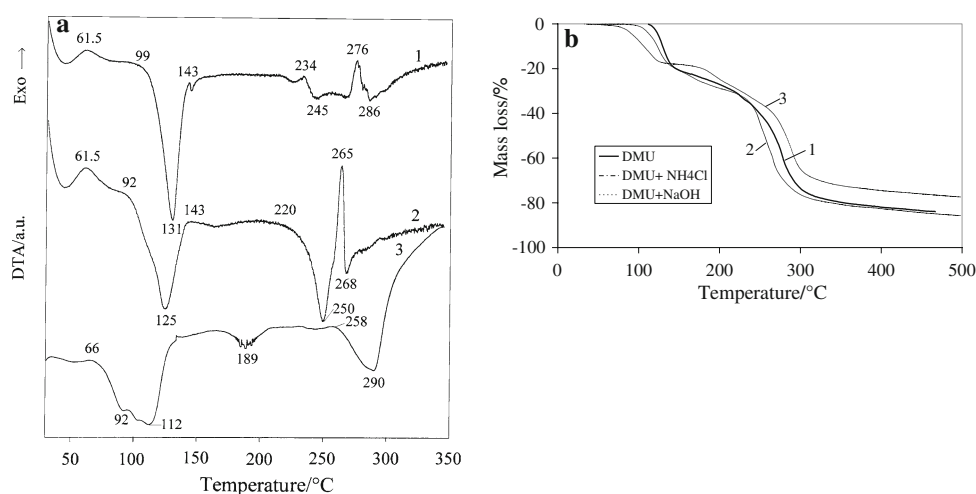 a
Exo →
DTA/a.u.
61.5
99
131
143
234
245
276
286
1
61.5
92
125
143
220
250
265
268
2
66
92
112
189
258
290
3
50 100 150 200 250 300 350
Temperature/°C
b
Mass loss/%
0
-20
-40
-60
-80
-100
3
2
1
DMU
DMU+ NH4Cl
DMU+NaOH
0 100 200 300 400 500
Temperature/°C